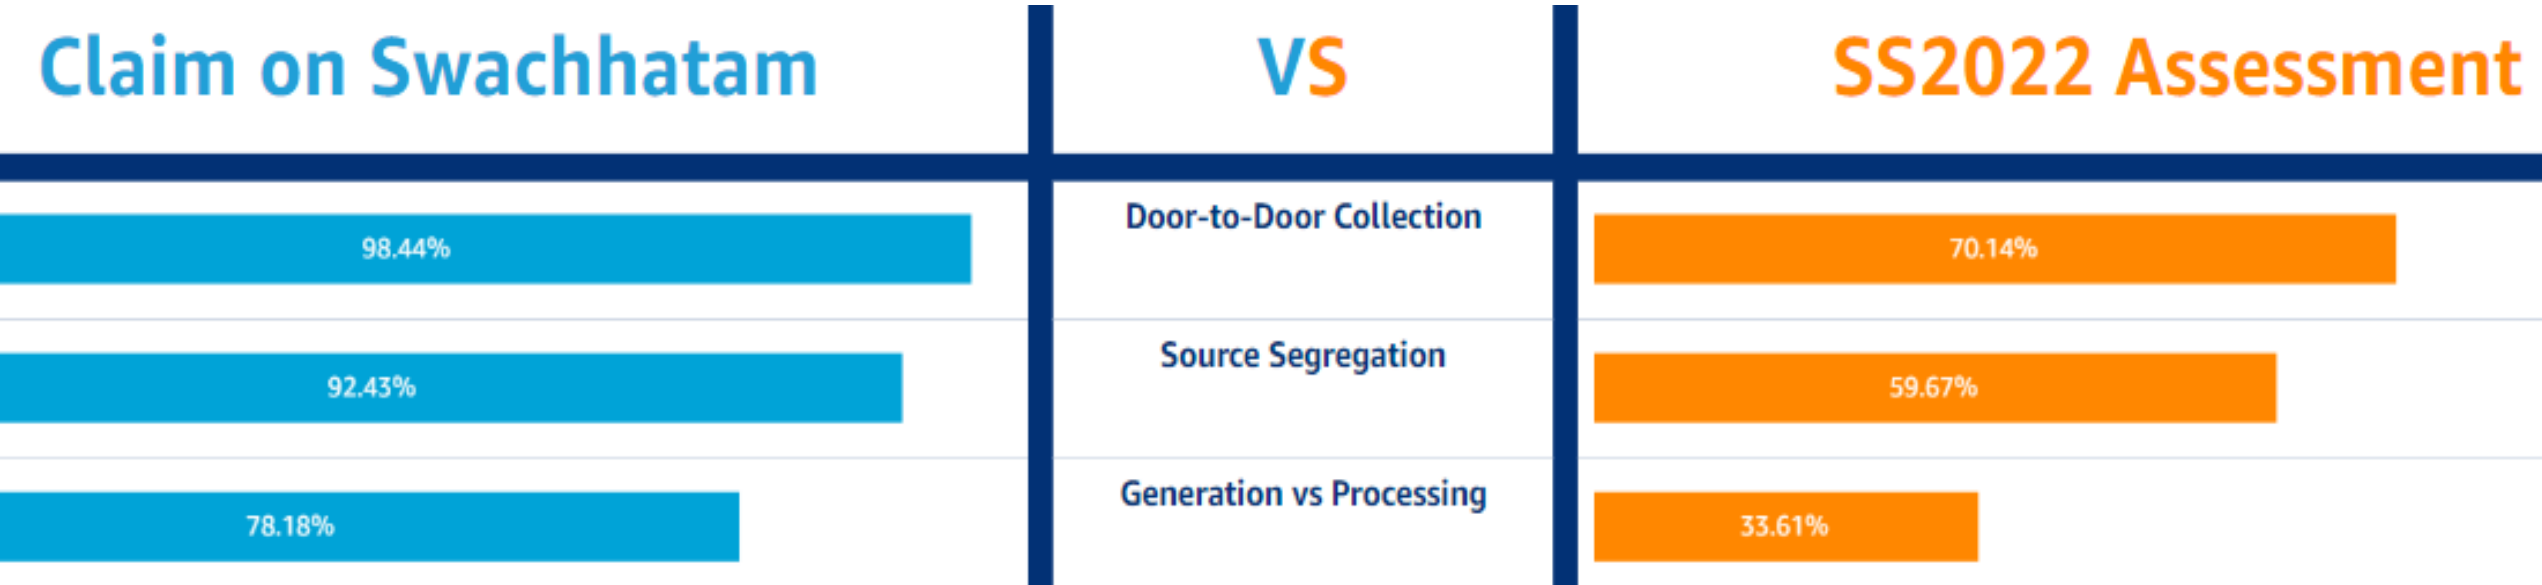 Claim on Swachhatam VS SS2022 Assessment
Door-to-Door Collection
98.44% 70.14%
Source Segregation
92.43% 59.67%
Generation vs Processing
78.18% 33.61%